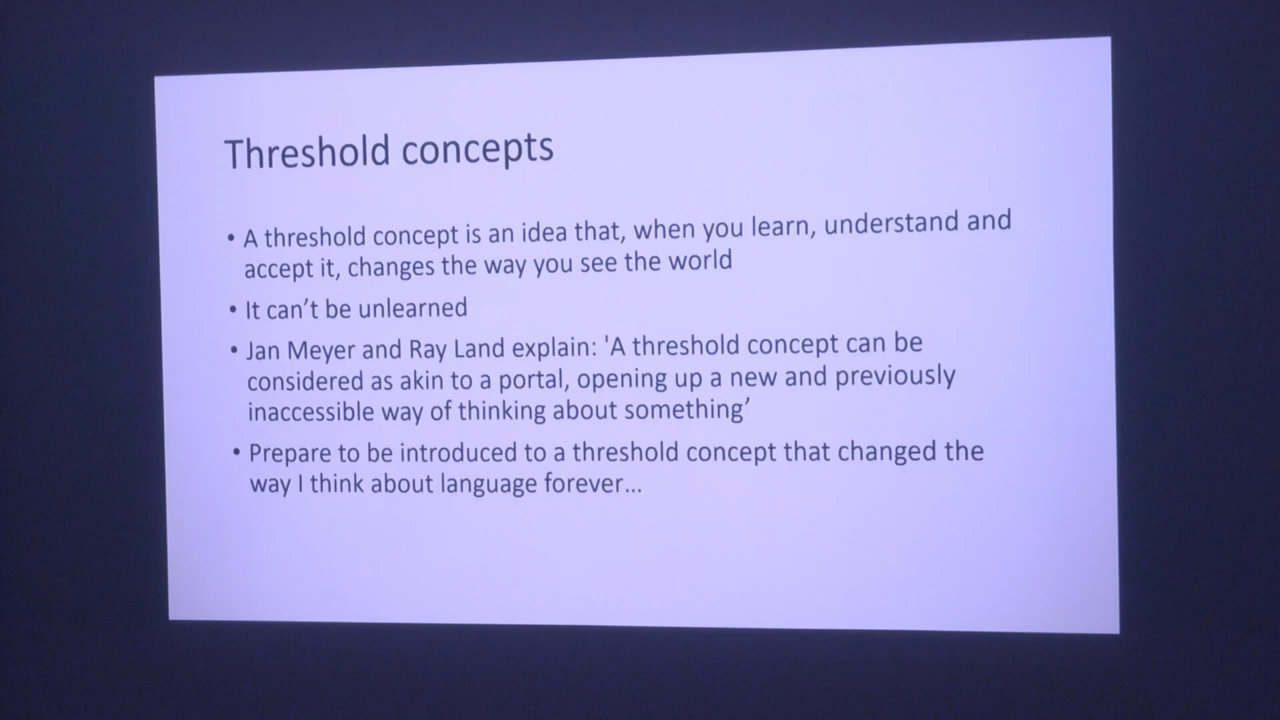 Threshold concepts
• A threshold concept is an idea that, when you learn, understand and
accept it, changes the way you see the world
• It can’t be unlearned
• Jan Meyer and Ray Land explain: 'A threshold concept can be
considered as akin to a portal, opening up a new and previously
inaccessible way of thinking about something’
• Prepare to be introduced to a threshold concept that changed the
way I think about language forever...